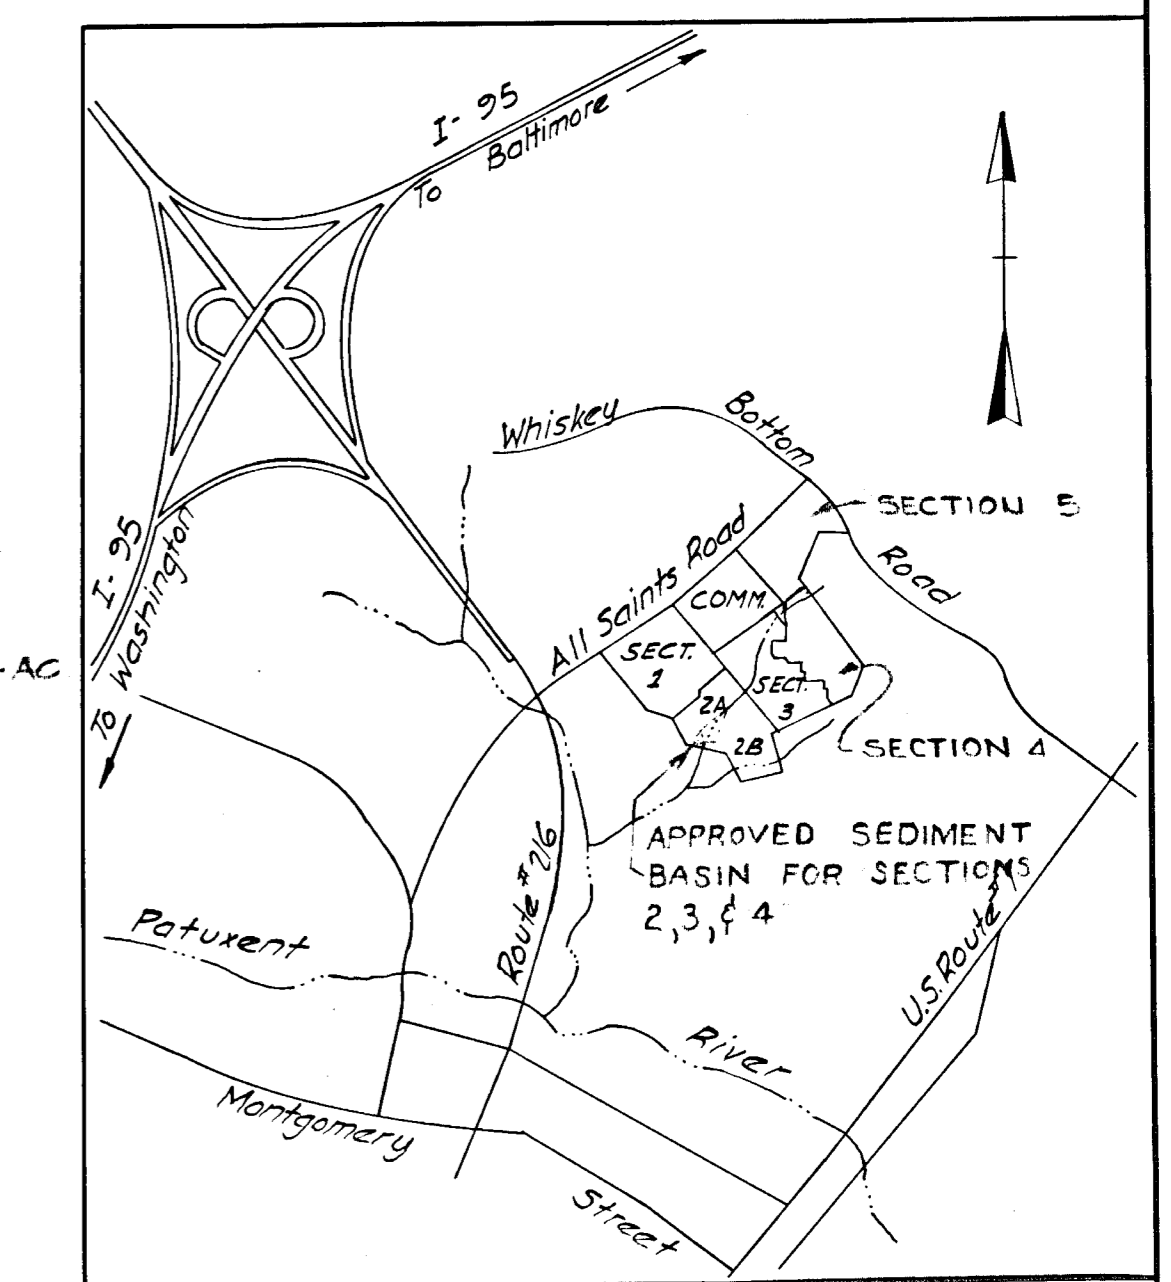 I-95
To Baltimore
Whiskey Bottom Road
SECTION 5
All Saints Road
COMM.
SECT.
1
SECT.
3
2A
2B
SECTION 4
I-95
To Washington
APPROVED SEDIMENT
BASIN FOR SECTIONS
2,3,& 4
Route #216
U.S. Route 1
Patuxent River
Montgomery Street